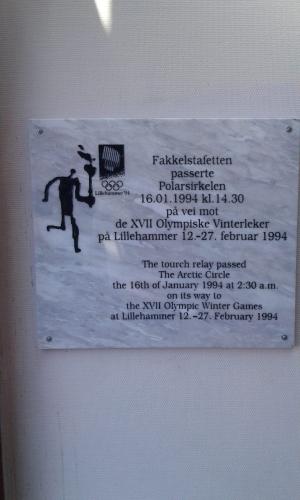 Lillehammer '94
Fakkelstafetten
passerte
Polarsirkelen
16.01.1994 kl.14.30
på vei mot
de XVII Olympiske Vinterleker
på Lillehammer 12.-27. februar 1994
The tourch relay passed
The Arctic Circle
the 16th of January 1994 at 2:30 a.m.
on its way to
the XVII Olympic Winter Games
at Lillehammer 12.-27. February 1994